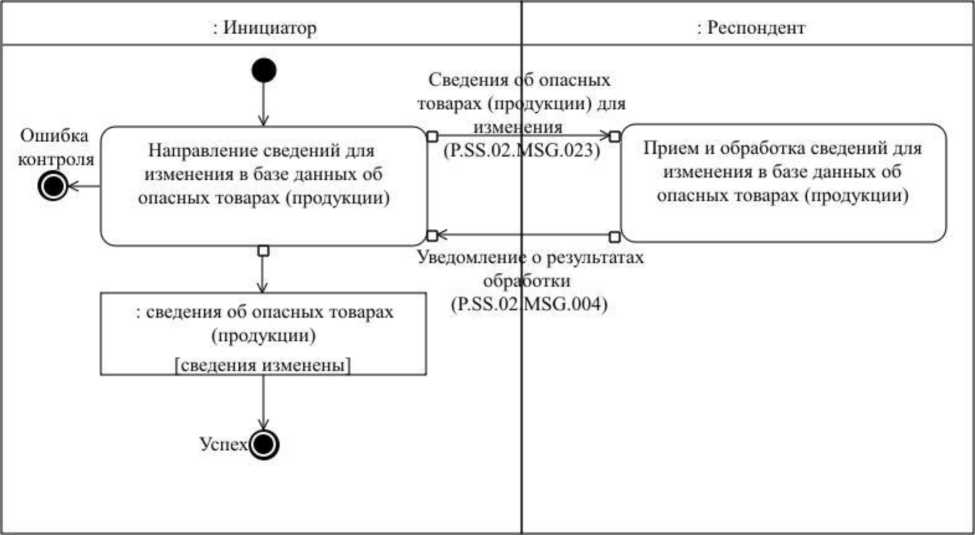 : Инициатор
: Респондент
Сведения об опасных
товарах (продукции) для
изменения
(P.SS.02.MSG.023)
Ошибка
контроля
Направление сведений для
изменения в базе данных об
опасных товарах (продукции)
Прием и обработка сведений для
изменения в базе данных об
опасных товарах (продукции)
Уведомление о результатах
обработки
(P.SS.02.MSG.004)
: сведения об опасных товарах
(продукции)
[сведения изменены]
Успех